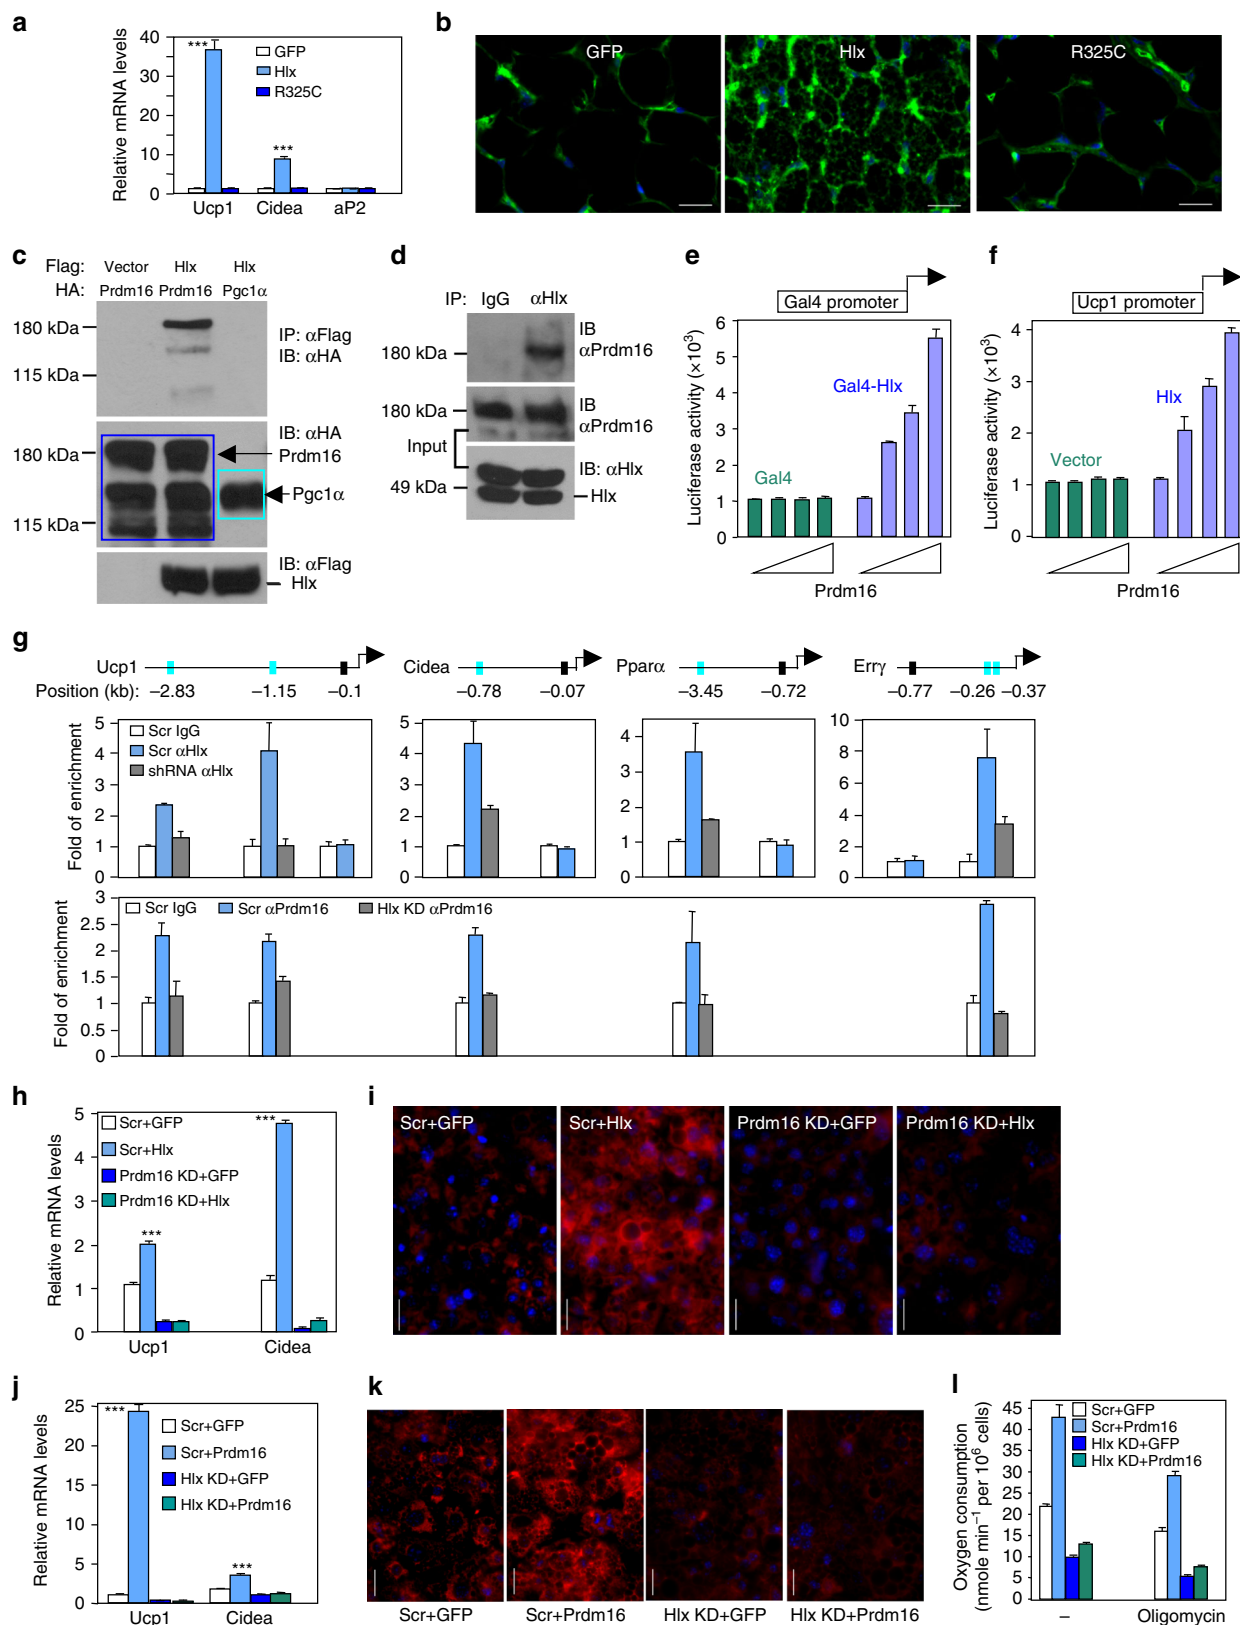 a
Relative mRNA levels
40
30
20
10
0
***
***
GFP
Hlx
R325C
Ucp1 Cidea aP2
b
GFP
Hlx
R325C
c
Flag: Vector Hlx Hlx
HA: Prdm16 Prdm16 Pgc1α
180 kDa
115 kDa
IP: αFlag
IB: αHA
180 kDa
115 kDa
IB: αHA
Prdm16
Pgc1α
IB: αFlag
Hlx
d
IP: IgG αHlx
180 kDa
IB
αPrdm16
180 kDa
IB
αPrdm16
Input
49 kDa
IB: αHlx
Hlx
e
Gal4 promoter
Luciferase activity (×10³)
6
5
4
3
2
1
0
Gal4-Hlx
Gal4
Prdm16
f
Ucp1 promoter
Luciferase activity (×10³)
4
3
2
1
0
Hlx
Vector
Prdm16
g
Ucp1
Cidea
Pparα
Errγ
Position (kb): −2.83 −1.15 −0.1
−0.78 −0.07
−3.45 −0.72
−0.77 −0.26 −0.37
Fold of enrichment
5
4
3
2
1
0
Scr IgG
Scr αHlx
shRNA αHlx
5
4
3
2
1
0
4
3
2
1
0
10
8
6
4
2
0
Fold of enrichment
3
2.5
2
1
0.5
0
Scr IgG Scr αPrdm16 Hlx KD αPrdm16
h
Relative mRNA levels
5
4
3
2
1
0
Scr+GFP
Scr+Hlx
Prdm16 KD+GFP
Prdm16 KD+Hlx
***
***
Ucp1 Cidea
i
Scr+GFP
Scr+Hlx
Prdm16 KD+GFP
Prdm16 KD+Hlx
j
Relative mRNA levels
25
20
15
10
5
0
***
***
Scr+GFP
Scr+Prdm16
Hlx KD+GFP
Hlx KD+Prdm16
Ucp1 Cidea
k
Scr+GFP Scr+Prdm16 Hlx KD+GFP Hlx KD+Prdm16
l
Oxygen consumption
(nmole min⁻¹ per 10⁶ cells)
45
40
35
30
25
20
15
10
5
0
Scr+GFP
Scr+Prdm16
Hlx KD+GFP
Hlx KD+Prdm16
– Oligomycin